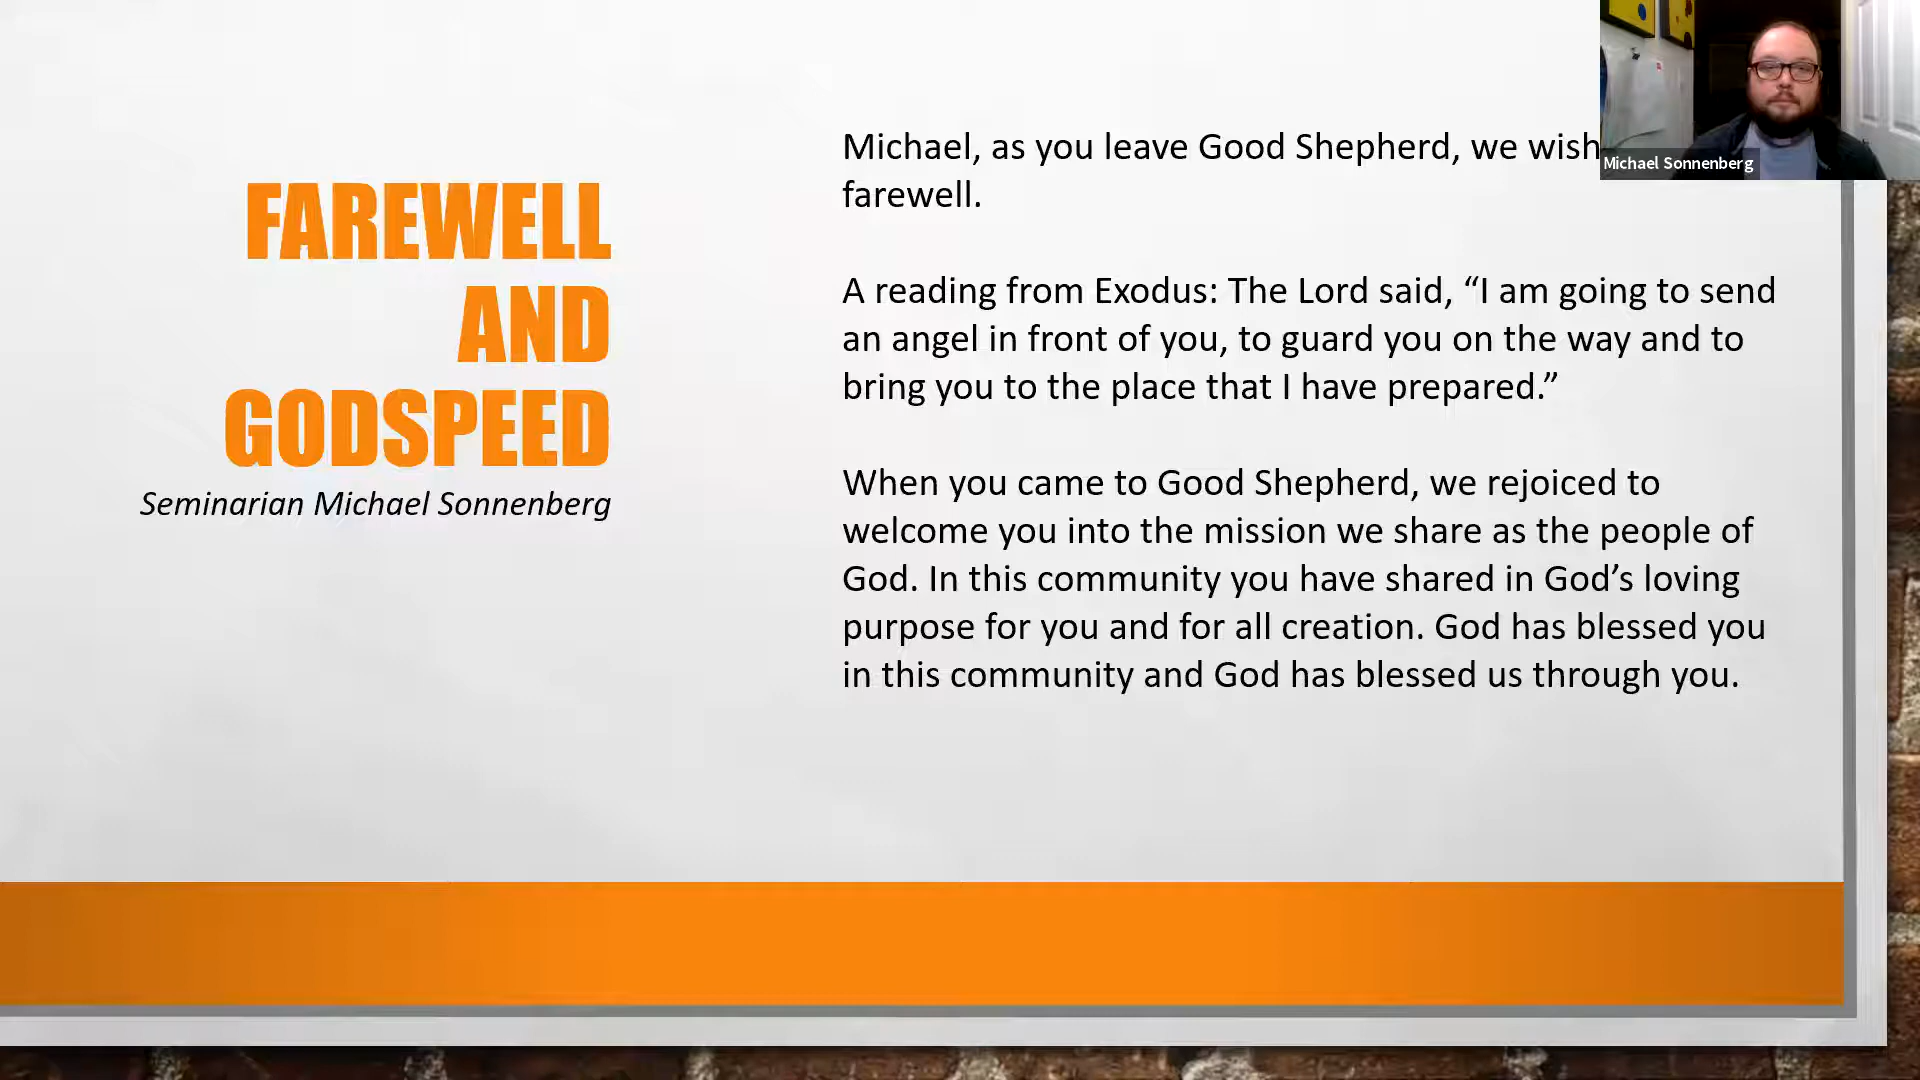 FAREWELL
AND
GODSPEED
Seminarian Michael Sonnenberg
Michael, as you leave Good Shepherd, we wish
farewell.
A reading from Exodus: The Lord said, “I am going to send
an angel in front of you, to guard you on the way and to
bring you to the place that I have prepared.”
When you came to Good Shepherd, we rejoiced to
welcome you into the mission we share as the people of
God. In this community you have shared in God’s loving
purpose for you and for all creation. God has blessed you
in this community and God has blessed us through you.
Michael Sonnenberg